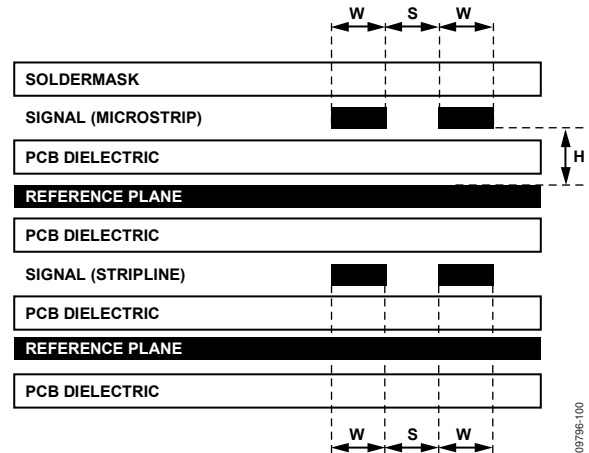 W S W
SOLDERMASK
SIGNAL (MICROSTRIP)
H
PCB DIELECTRIC
REFERENCE PLANE
PCB DIELECTRIC
SIGNAL (STRIPLINE)
PCB DIELECTRIC
REFERENCE PLANE
PCB DIELECTRIC
W S W
09796-100